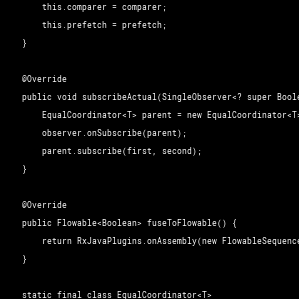 this.comparer = comparer;
this.prefetch = prefetch;
}
@Override
public void subscribeActual(SingleObserver<? super Boole
EqualCoordinator<T> parent = new EqualCoordinator<T>
observer.onSubscribe(parent);
parent.subscribe(first, second);
}
@Override
public Flowable<Boolean> fuseToFlowable() {
return RxJavaPlugins.onAssembly(new FlowableSequence
}
static final class EqualCoordinator<T>